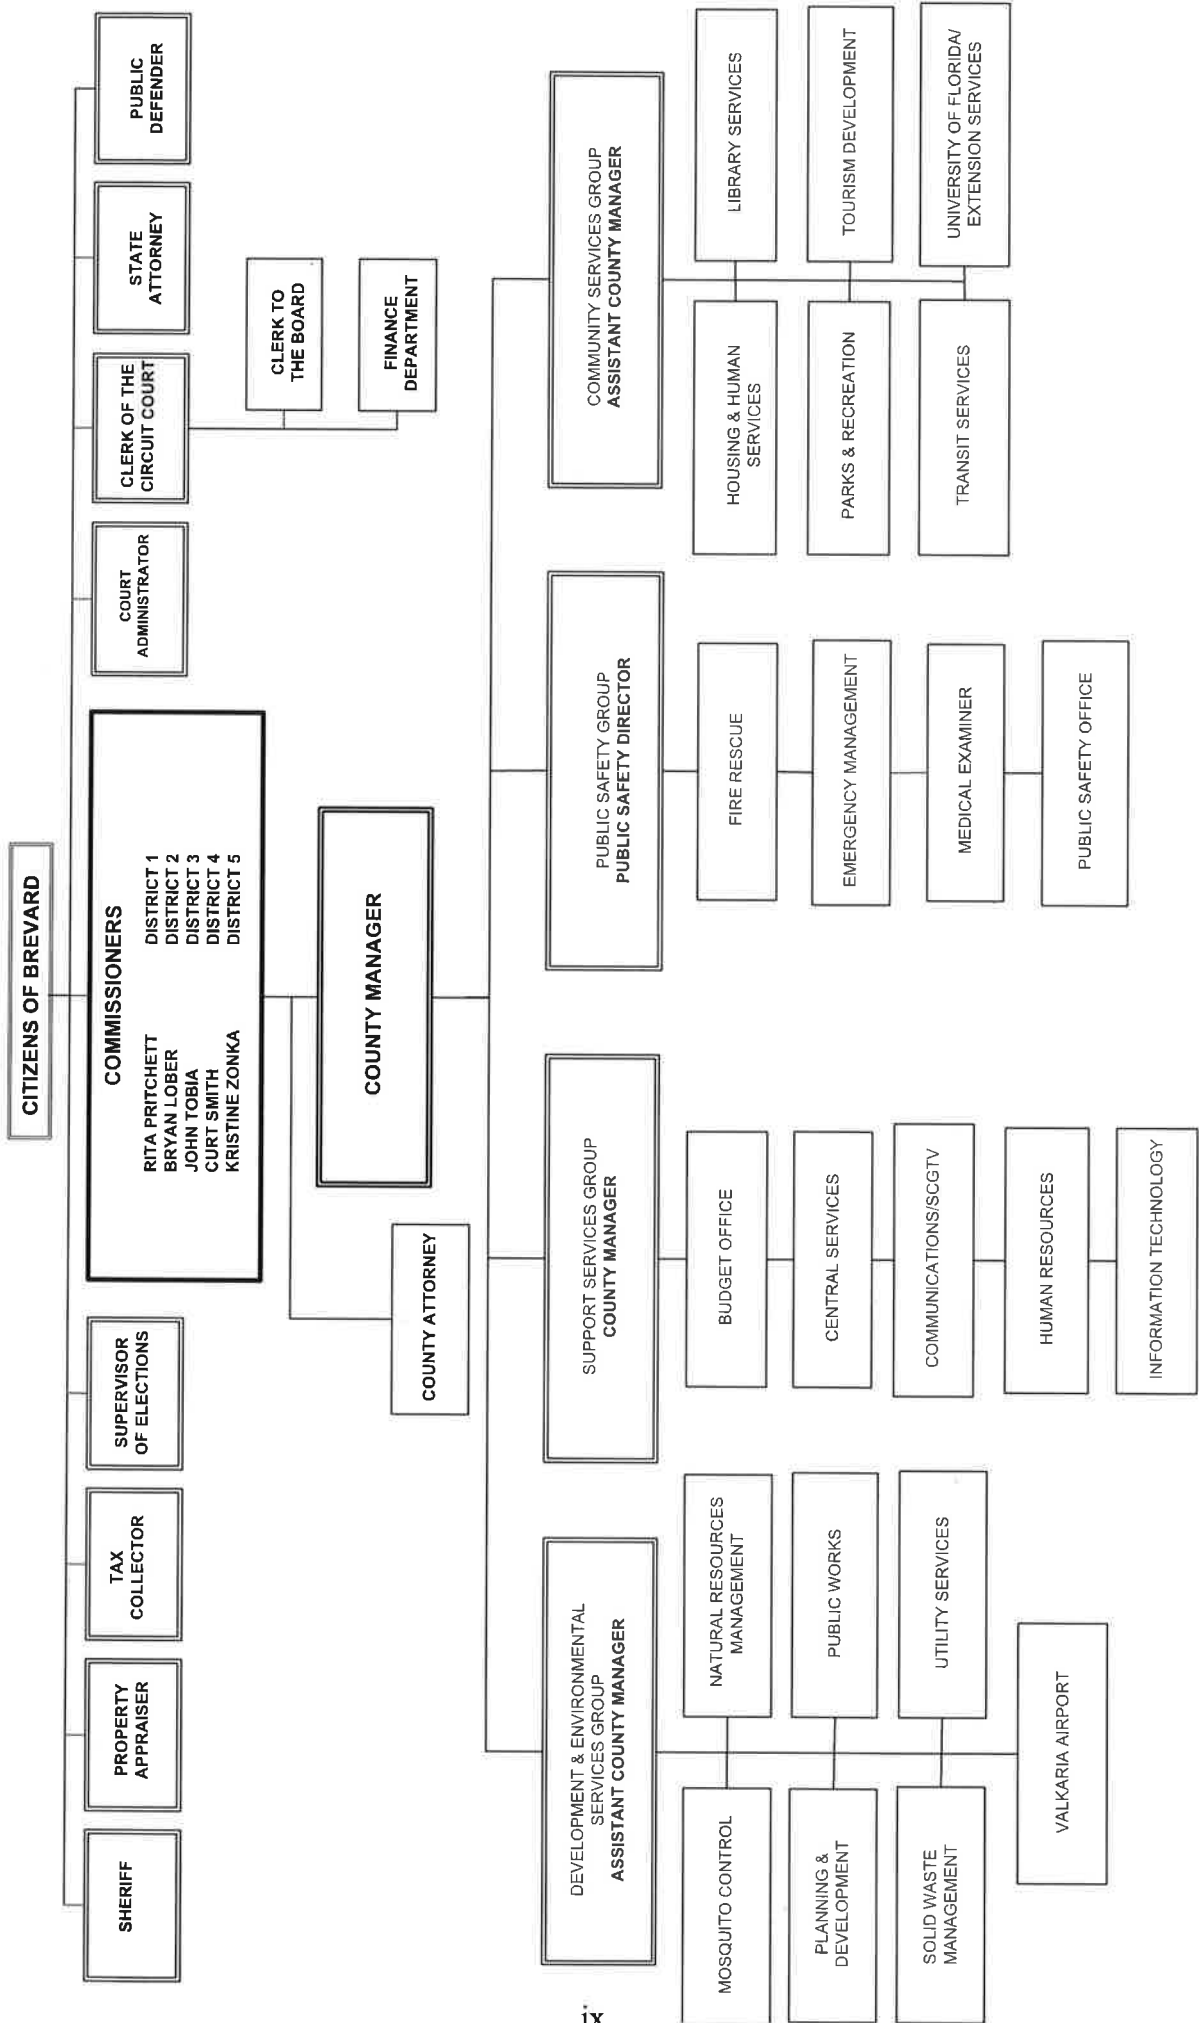 CITIZENS OF BREVARD
SHERIFF
PROPERTY
APPRAISER
TAX
COLLECTOR
SUPERVISOR
OF ELECTIONS
COMMISSIONERS
RITA PRITCHETT DISTRICT 1
BRYAN LOBER DISTRICT 2
JOHN TOBIA DISTRICT 3
CURT SMITH DISTRICT 4
KRISTINE ZONKA DISTRICT 5
COURT
ADMINISTRATOR
CLERK OF THE
CIRCUIT COURT
STATE
ATTORNEY
PUBLIC
DEFENDER
CLERK TO
THE BOARD
FINANCE
DEPARTMENT
COUNTY MANAGER
COUNTY ATTORNEY
DEVELOPMENT & ENVIRONMENTAL
SERVICES GROUP
ASSISTANT COUNTY MANAGER
MOSQUITO CONTROL
NATURAL RESOURCES
MANAGEMENT
PLANNING &
DEVELOPMENT
PUBLIC WORKS
SOLID WASTE
MANAGEMENT
UTILITY SERVICES
VALKARIA AIRPORT
SUPPORT SERVICES GROUP
COUNTY MANAGER
BUDGET OFFICE
CENTRAL SERVICES
COMMUNICATIONS/SCGTV
HUMAN RESOURCES
INFORMATION TECHNOLOGY
PUBLIC SAFETY GROUP
PUBLIC SAFETY DIRECTOR
FIRE RESCUE
EMERGENCY MANAGEMENT
MEDICAL EXAMINER
PUBLIC SAFETY OFFICE
COMMUNITY SERVICES GROUP
ASSISTANT COUNTY MANAGER
HOUSING & HUMAN
SERVICES
LIBRARY SERVICES
PARKS & RECREATION
TOURISM DEVELOPMENT
TRANSIT SERVICES
UNIVERSITY OF FLORIDA/
EXTENSION SERVICES
ix